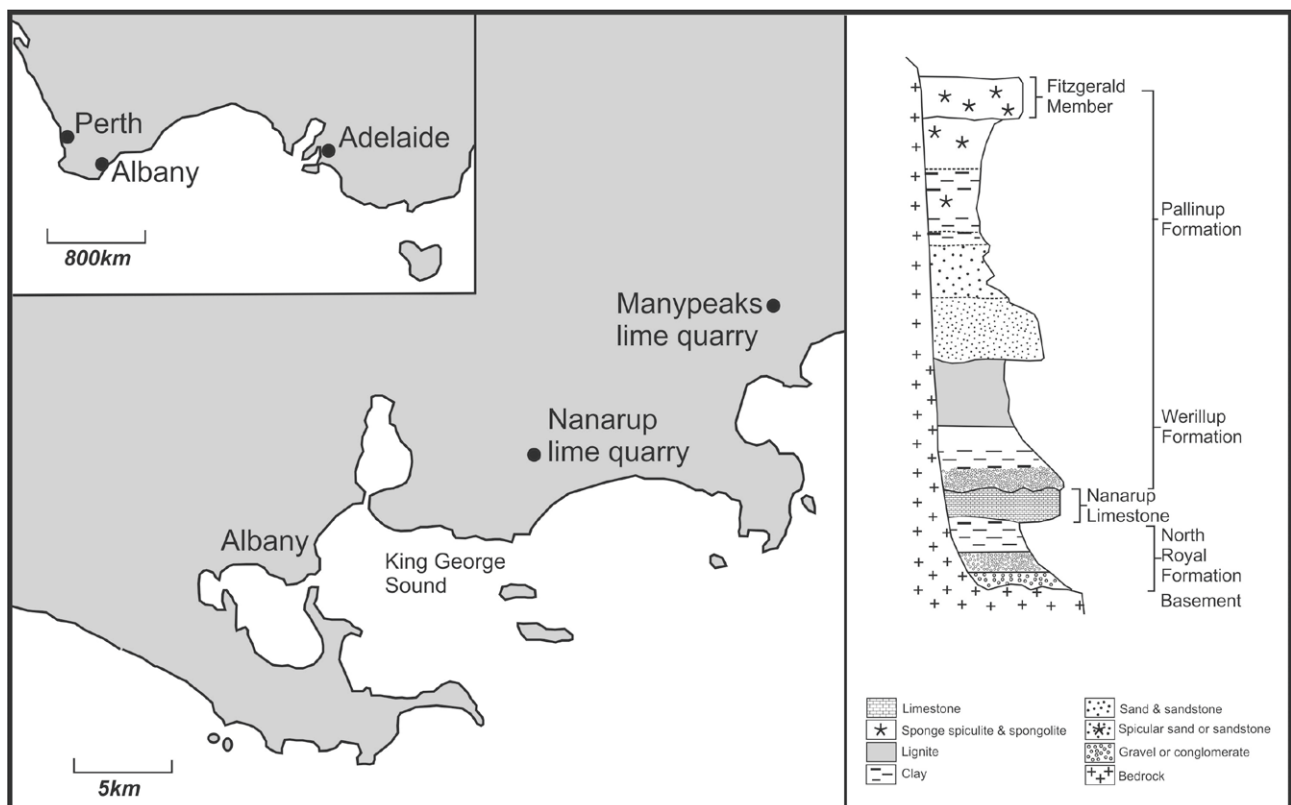 Perth
Albany
Adelaide
800km
Manypeaks
lime quarry
Nanarup
lime quarry
Albany
King George
Sound
5km
Fitzgerald
Member
Pallinup
Formation
Werillup
Formation
Nanarup
Limestone
North
Royal
Formation
Basement
Limestone
Sponge spiculite & spongolite
Lignite
Clay
Sand & sandstone
Spicular sand or sandstone
Gravel or conglomerate
Bedrock